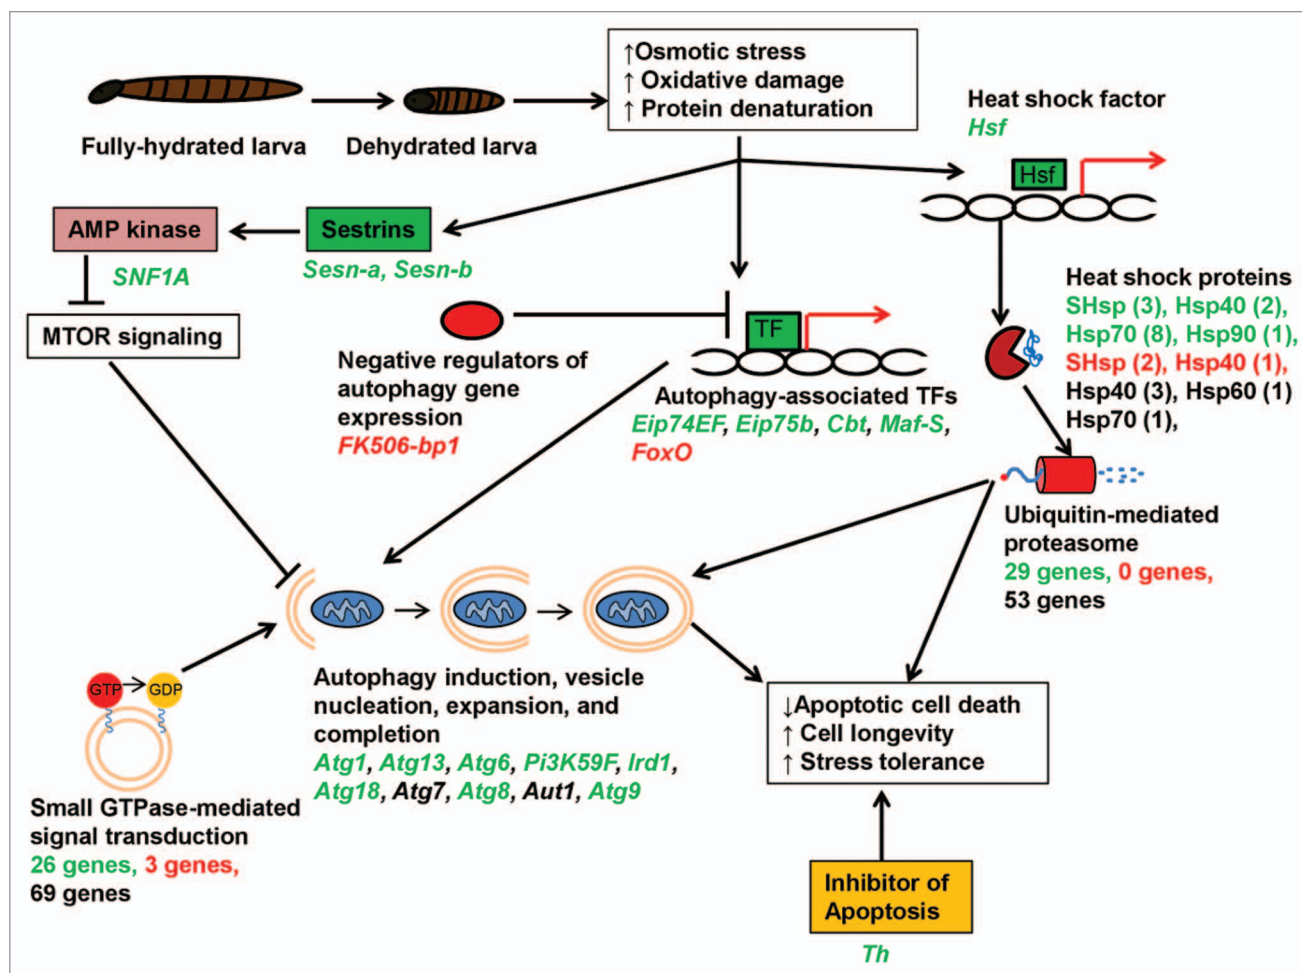 ↑Osmotic stress
↑ Oxidative damage
↑ Protein denaturation
Fully-hydrated larva
Dehydrated larva
Heat shock factor
Hsf
Hsf
AMP kinase
Sestrins
SNF1A
Sesn-a, Sesn-b
MTOR signaling
Negative regulators of
autophagy gene
expression
FK506-bp1
TF
Autophagy-associated TFs
Eip74EF, Eip75b, Cbt, Maf-S,
FoxO
Heat shock proteins
SHsp (3), Hsp40 (2),
Hsp70 (8), Hsp90 (1),
SHsp (2), Hsp40 (1),
Hsp40 (3), Hsp60 (1)
Hsp70 (1),
Ubiquitin-mediated
proteasome
29 genes, 0 genes,
53 genes
GTP
GDP
Small GTPase-mediated
signal transduction
26 genes, 3 genes,
69 genes
Autophagy induction, vesicle
nucleation, expansion, and
completion
Atg1, Atg13, Atg6, Pi3K59F, Ird1,
Atg18, Atg7, Atg8, Aut1, Atg9
↓Apoptotic cell death
↑ Cell longevity
↑ Stress tolerance
Inhibitor of
Apoptosis
Th